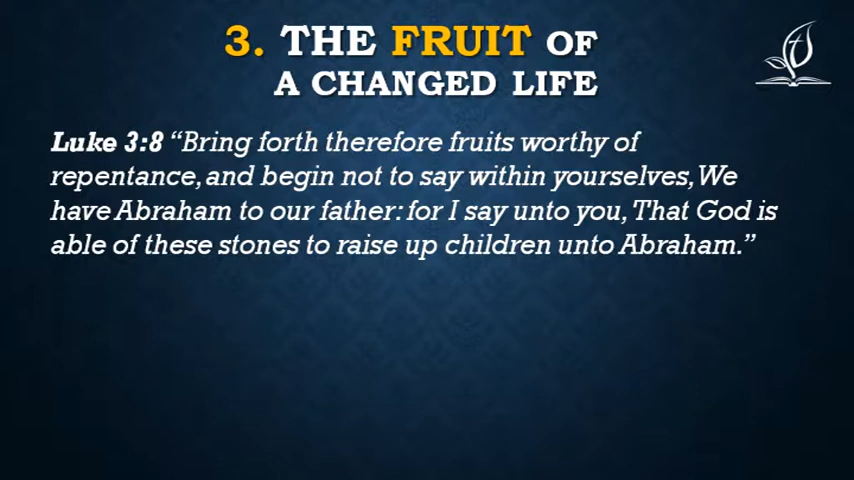 3. THE FRUIT OF
A CHANGED LIFE
Luke 3:8 “Bring forth therefore fruits worthy of
repentance, and begin not to say within yourselves, We
have Abraham to our father: for I say unto you, That God is
able of these stones to raise up children unto Abraham.”